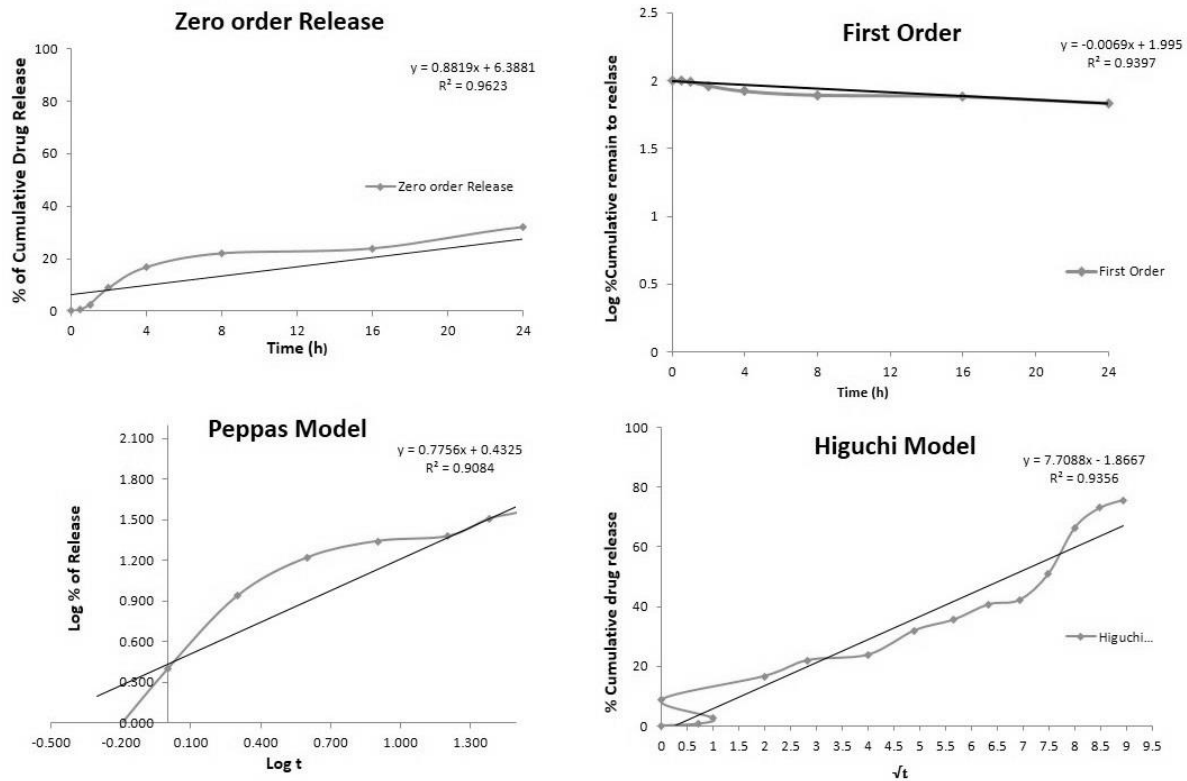 Zero order Release
y = 0.8819x + 6.3881
R² = 0.9623
% of Cumulative Drug Release
100
80
60
40
20
0
Zero order Release
0 4 8 12 16 20 24
Time (h)
First Order
y = -0.0069x + 1.995
R² = 0.9397
Log %Cumulative remain to reelase
2.5
2
1.5
1
0.5
0
First Order
0 4 8 12 16 20 24
Time (h)
Peppas Model
y = 0.7756x + 0.4325
R² = 0.9084
Log % of Release
2.100
1.800
1.500
1.200
0.900
0.600
0.300
0.000
-0.500 -0.200 0.100 0.400 0.700 1.000 1.300
Log t
Higuchi Model
y = 7.7088x - 1.8667
R² = 0.9356
% Cumulative drug release
100
80
60
40
20
0
Higuchi...
0 0.5 1 1.5 2 2.5 3 3.5 4 4.5 5 5.5 6 6.5 7 7.5 8 8.5 9 9.5
√t